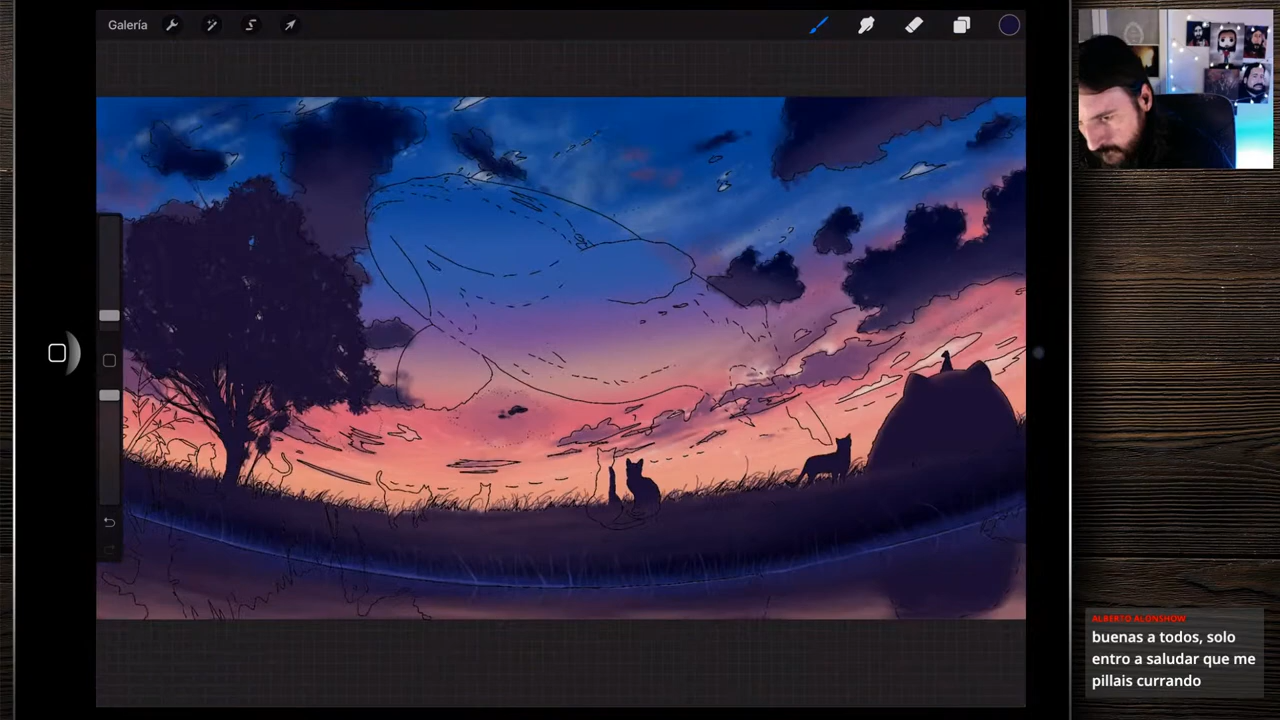 Galería
ALBERTO ALONSHOW
buenas a todos, solo
entro a saludar que me
pillais currando